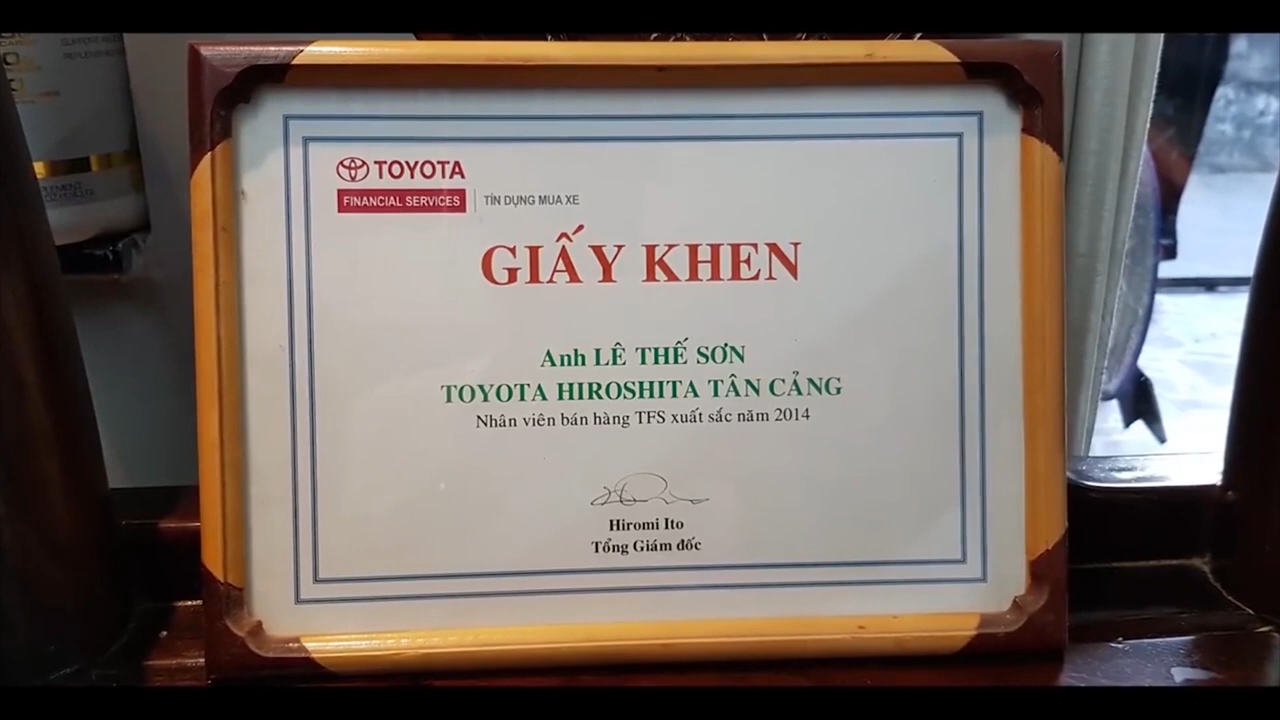 TOYOTA
FINANCIAL SERVICES
TÍN DỤNG MUA XE
GIẤY KHEN
Anh LÊ THẾ SƠN
TOYOTA HIROSHITA TÂN CẢNG
Nhân viên bán hàng TFS xuất sắc năm 2014
Hiromi Ito
Tổng Giám đốc